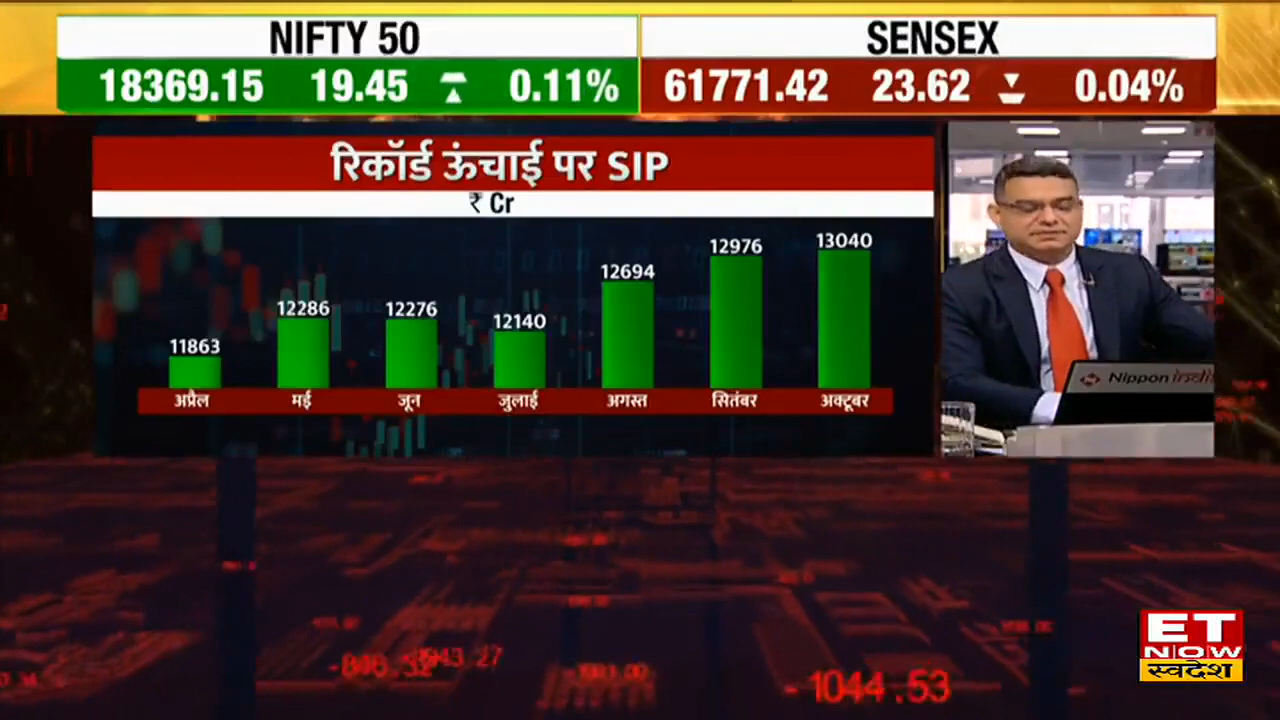 NIFTY 50
18369.15 19.45 0.11%
SENSEX
61771.42 23.62 0.04%
रिकॉर्ड ऊंचाई पर SIP
₹ Cr
11863 12286 12276 12140 12694 12976 13040
अप्रैल मई जून जुलाई अगस्त सितंबर अक्टूबर
Nippon indi
- 1044.53
ET
NOW
स्वदेश